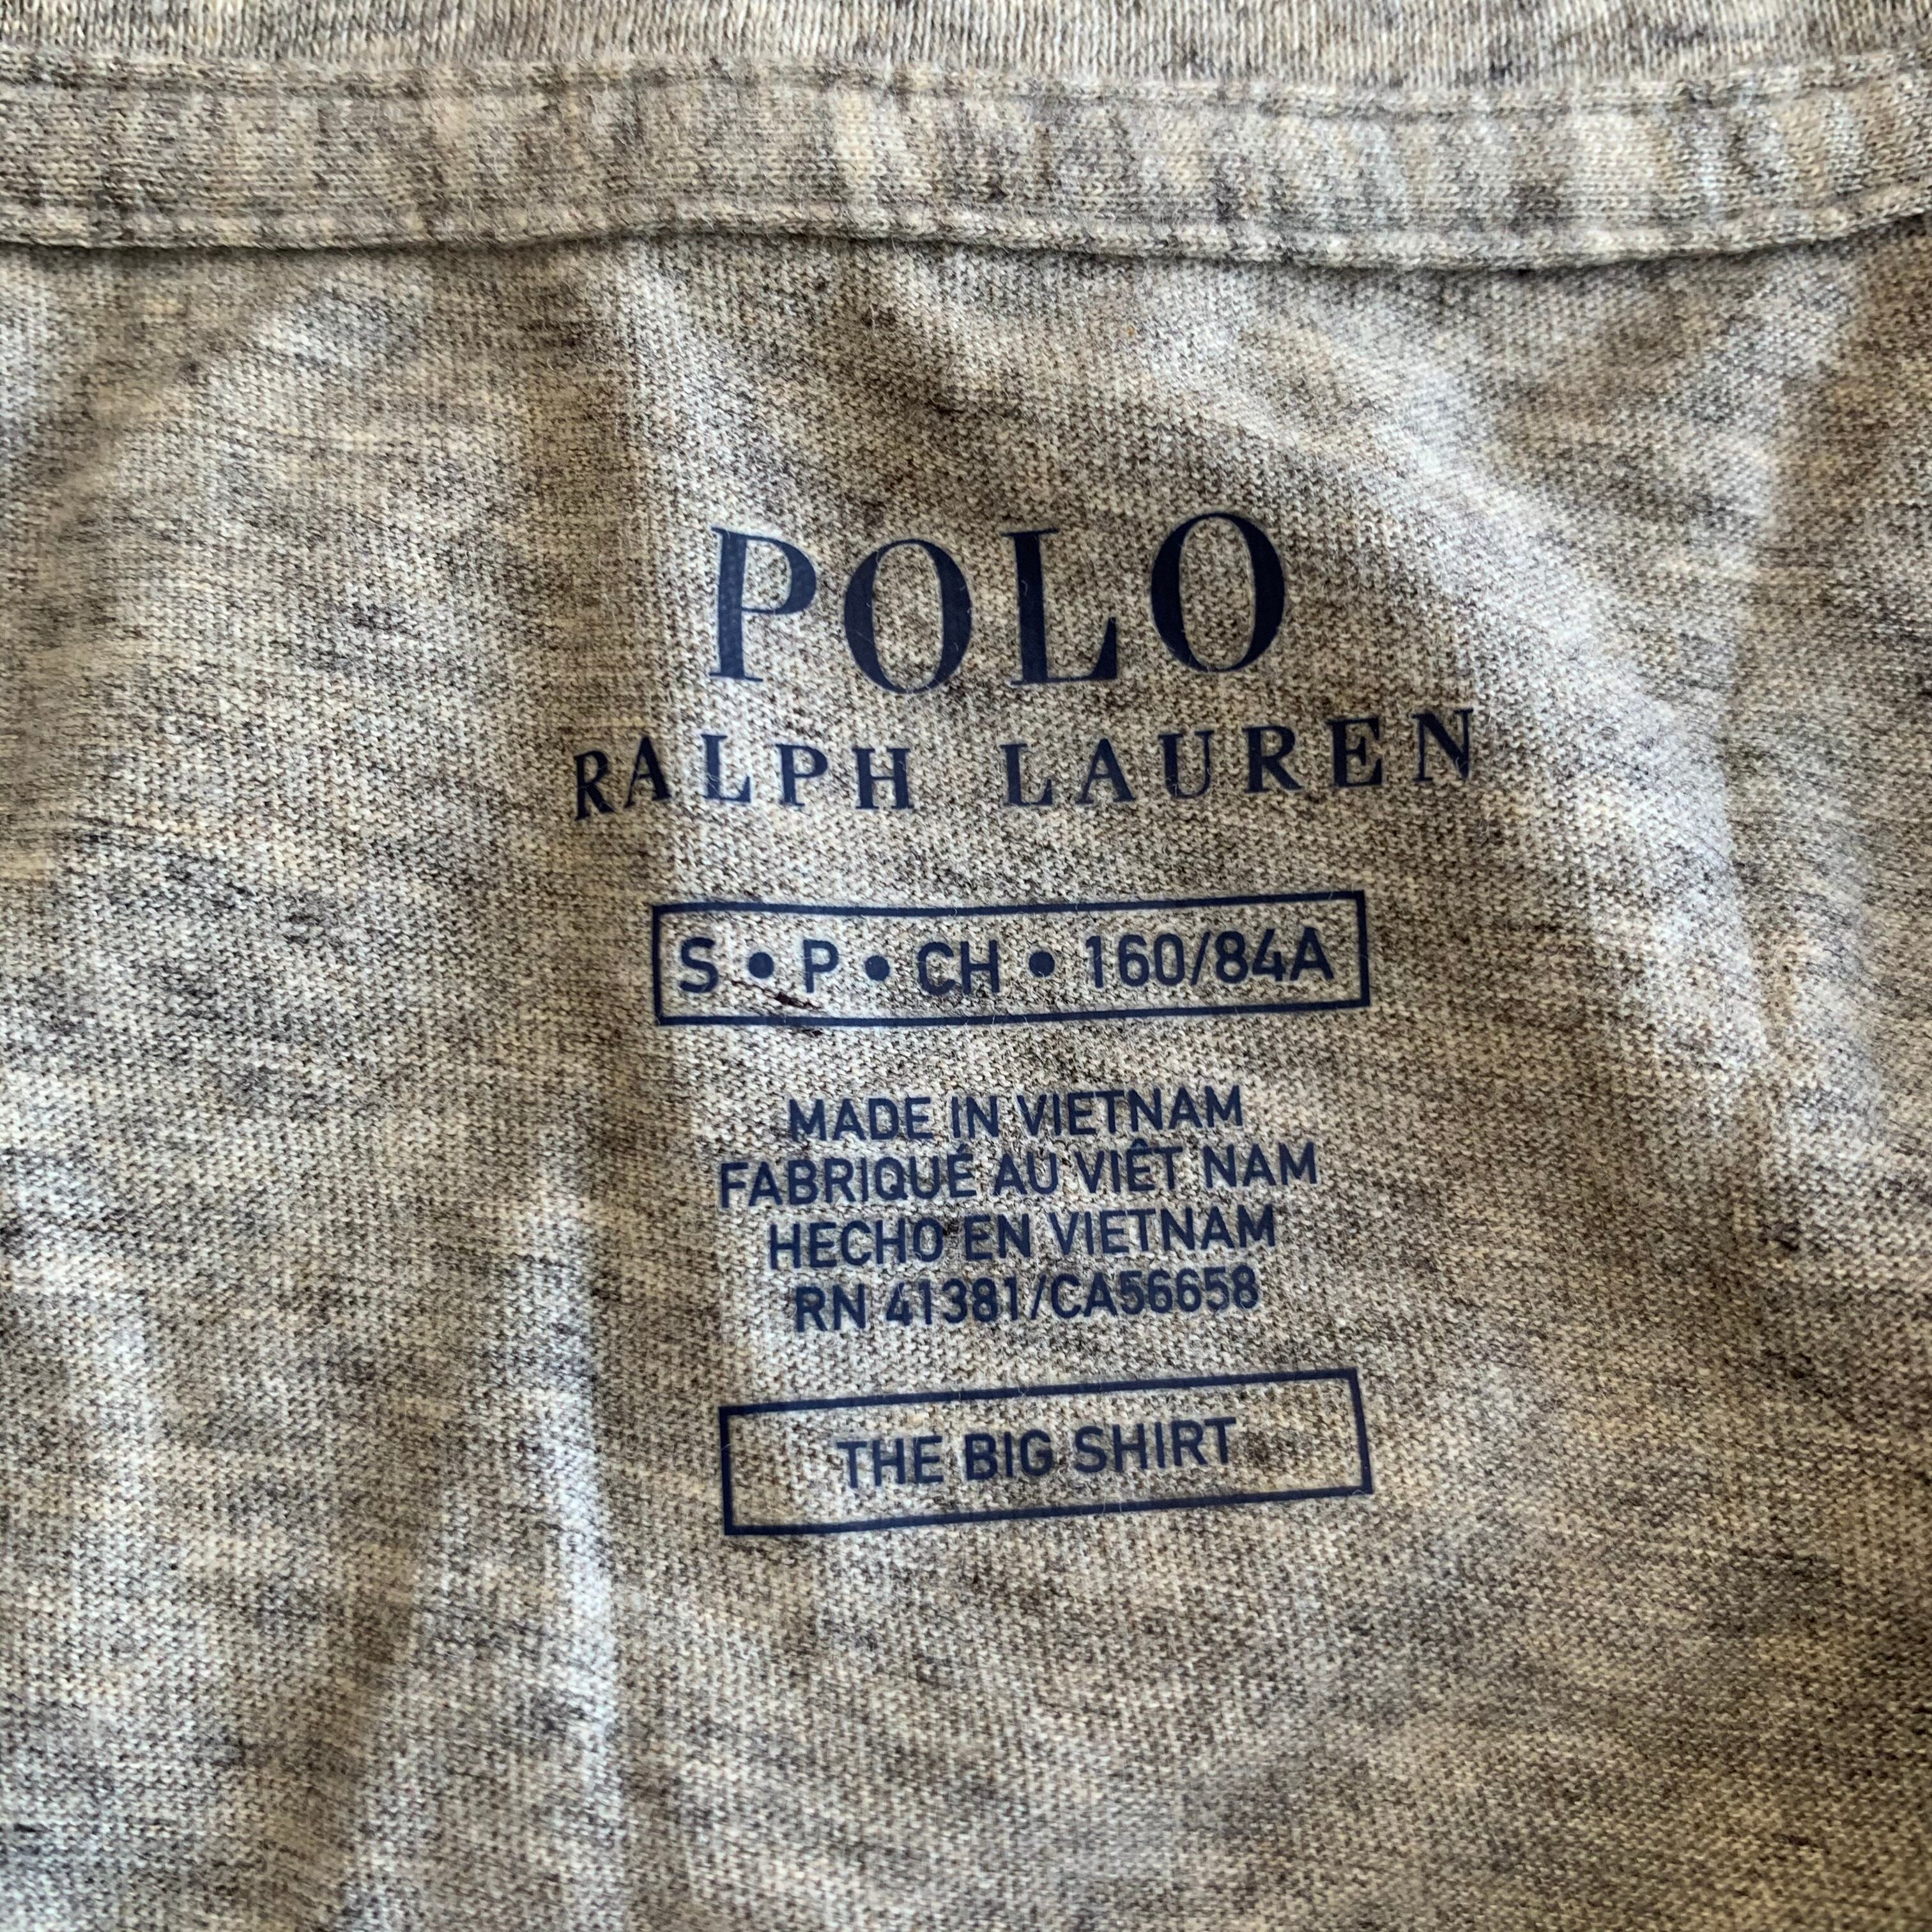 POLO
RALPH LAUREN
S • P • CH • 160/84A
MADE IN VIETNAM
FABRIQUÉ AU VIÊT NAM
HECHO EN VIETNAM
RN 41381/CA56658
THE BIG SHIRT